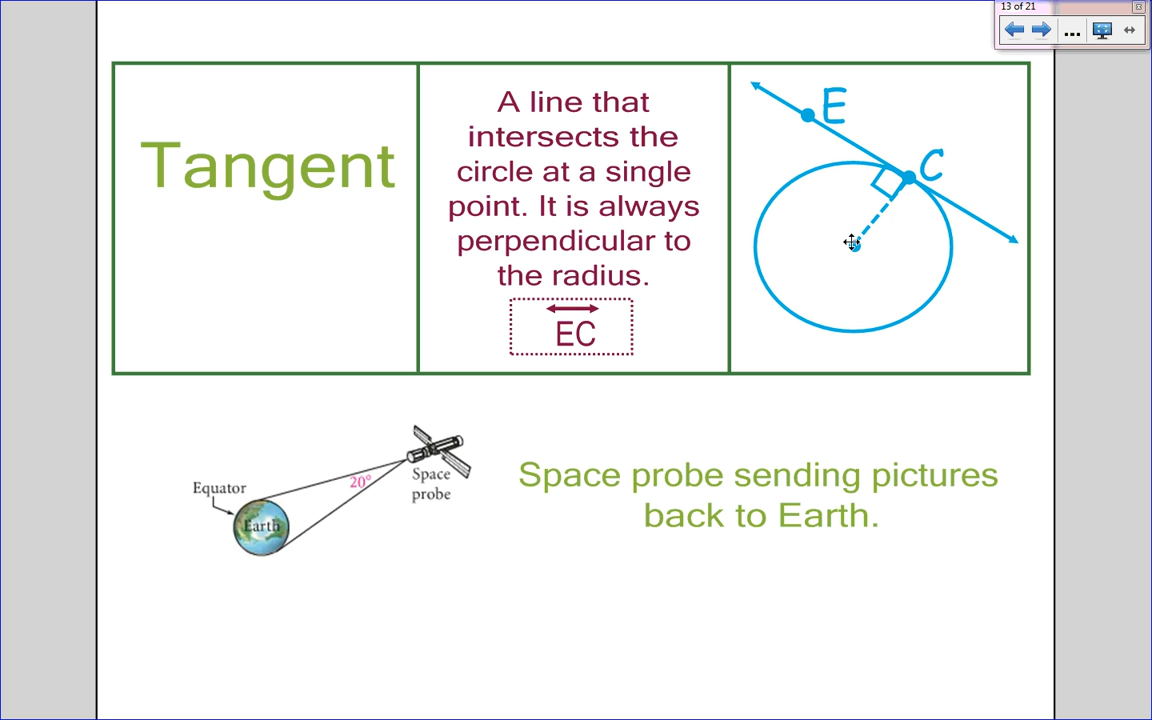 13 of 21
Tangent
A line that
intersects the
circle at a single
point. It is always
perpendicular to
the radius.
EC
E
C
Equator
Earth
20°
Space
probe
Space probe sending pictures
back to Earth.